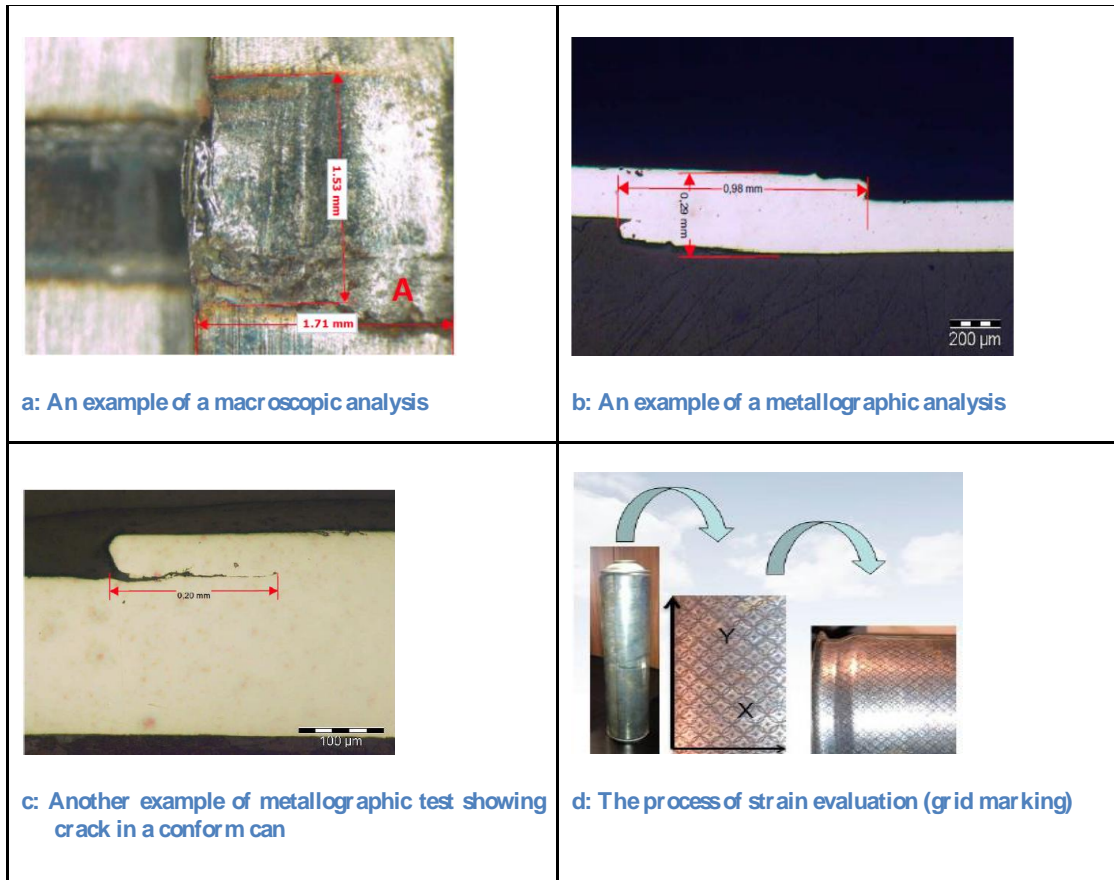 1.53 mm
A
1.71 mm
a: An example of a macroscopic analysis
0,98 mm
0,29 mm
200 µm
b: An example of a metallographic analysis
0,20 mm
100 µm
c: Another example of metallographic test showing
crack in a conform can
Y
X
d: The process of strain evaluation (grid marking)